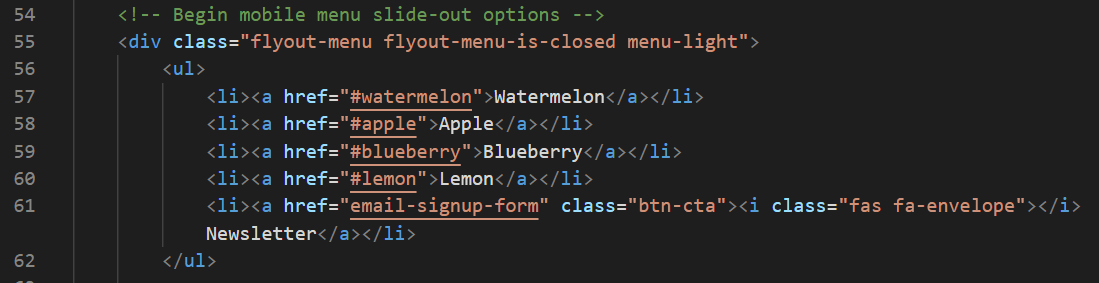 54 <!-- Begin mobile menu slide-out options -->
55 <div class="flyout-menu flyout-menu-is-closed menu-light">
56 <ul>
57 <li><a href="#watermelon">Watermelon</a></li>
58 <li><a href="#apple">Apple</a></li>
59 <li><a href="#blueberry">Blueberry</a></li>
60 <li><a href="#lemon">Lemon</a></li>
61 <li><a href="email-signup-form" class="btn-cta"><i class="fas fa-envelope"></i>
Newsletter</a></li>
62 </ul>